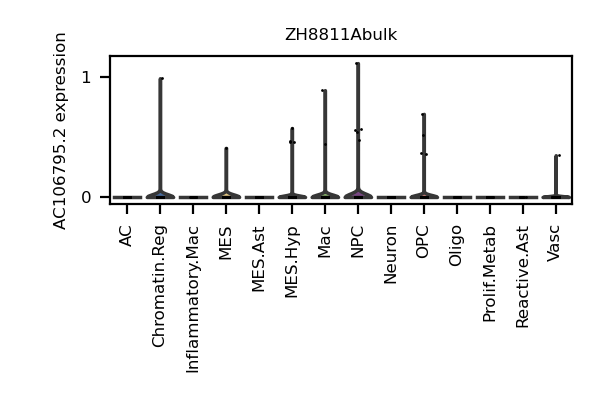 ZH8811Abulk
AC106795.2 expression
1
0
AC
Chromatin.Reg
Inflammatory.Mac
MES
MES.Ast
MES.Hyp
Mac
NPC
Neuron
OPC
Oligo
Prolif.Metab
Reactive.Ast
Vasc